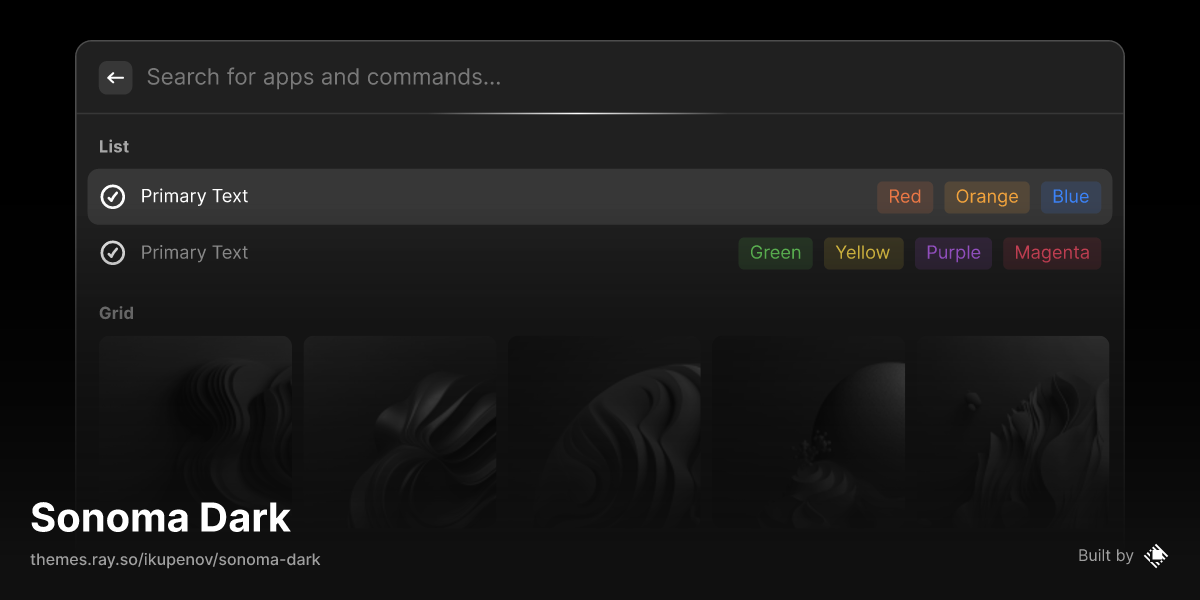 Search for apps and commands...
List
Primary Text Red Orange Blue
Primary Text Green Yellow Purple Magenta
Grid
Sonoma Dark
themes.ray.so/ikupenov/sonoma-dark
Built by